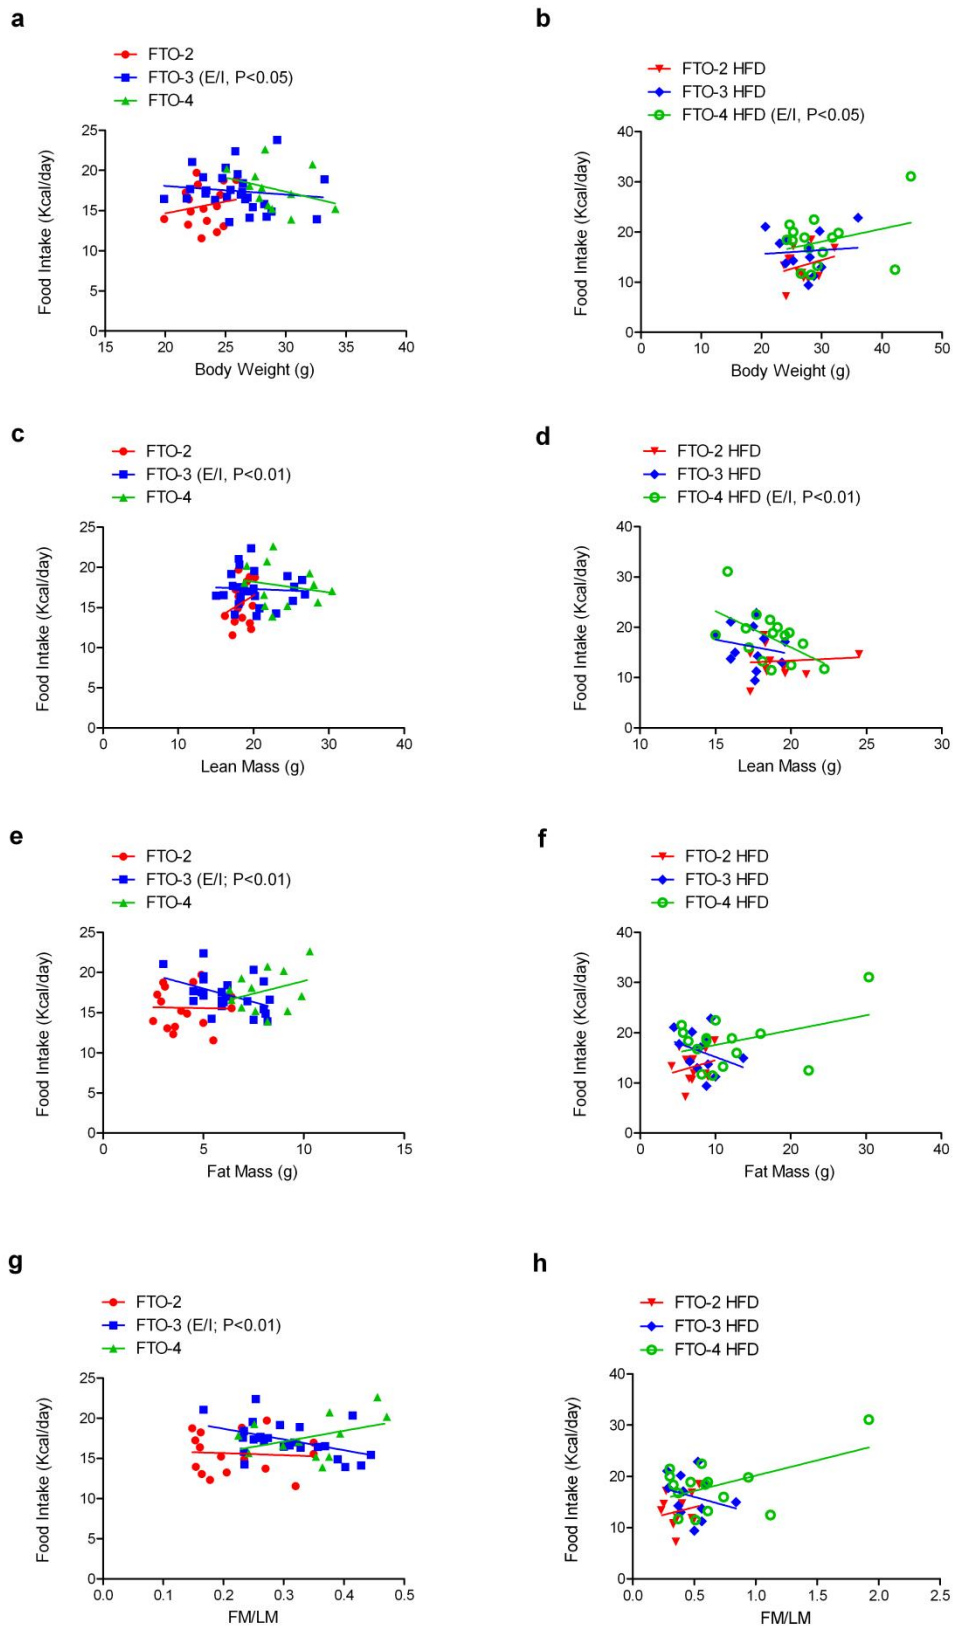 a
FTO-2
FTO-3 (E/I, P<0.05)
FTO-4
25
20
15
10
5
0
Food Intake (Kcal/day)
15 20 25 30 35 40
Body Weight (g)
b
FTO-2 HFD
FTO-3 HFD
FTO-4 HFD (E/I, P<0.05)
40
30
20
10
0
Food Intake (Kcal/day)
0 10 20 30 40 50
Body Weight (g)
c
FTO-2
FTO-3 (E/I, P<0.01)
FTO-4
25
20
15
10
5
0
Food Intake (Kcal/day)
0 10 20 30 40
Lean Mass (g)
d
FTO-2 HFD
FTO-3 HFD
FTO-4 HFD (E/I, P<0.01)
40
30
20
10
0
Food Intake (Kcal/day)
10 15 20 25 30
Lean Mass (g)
e
FTO-2
FTO-3 (E/I; P<0.01)
FTO-4
25
20
15
10
5
0
Food Intake (Kcal/day)
0 5 10 15
Fat Mass (g)
f
FTO-2 HFD
FTO-3 HFD
FTO-4 HFD
40
30
20
10
0
Food Intake (Kcal/day)
0 10 20 30 40
Fat Mass (g)
g
FTO-2
FTO-3 (E/I; P<0.01)
FTO-4
25
20
15
10
5
0
Food Intake (Kcal/day)
0.0 0.1 0.2 0.3 0.4 0.5
FM/LM
h
FTO-2 HFD
FTO-3 HFD
FTO-4 HFD
40
30
20
10
0
Food Intake (Kcal/day)
0.0 0.5 1.0 1.5 2.0 2.5
FM/LM